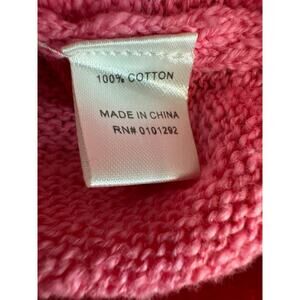 100% COTTON
MADE IN CHINA
RN# 0101292